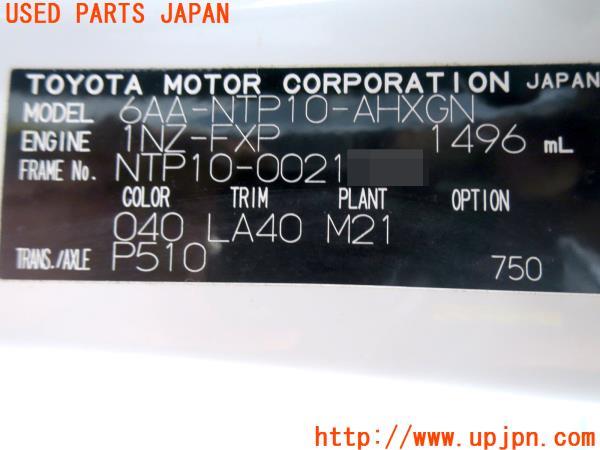 USED PARTS JAPAN
TOYOTA MOTOR CORPORATION JAPAN
MODEL 6AA-NTP10-AHXGN
ENGINE 1NZ-FXP 1496 mL
FRAME No. NTP10-0021
COLOR TRIM PLANT OPTION
040 LA40 M21
TRANS./AXLE P510 750
http://www.upjpn.com/